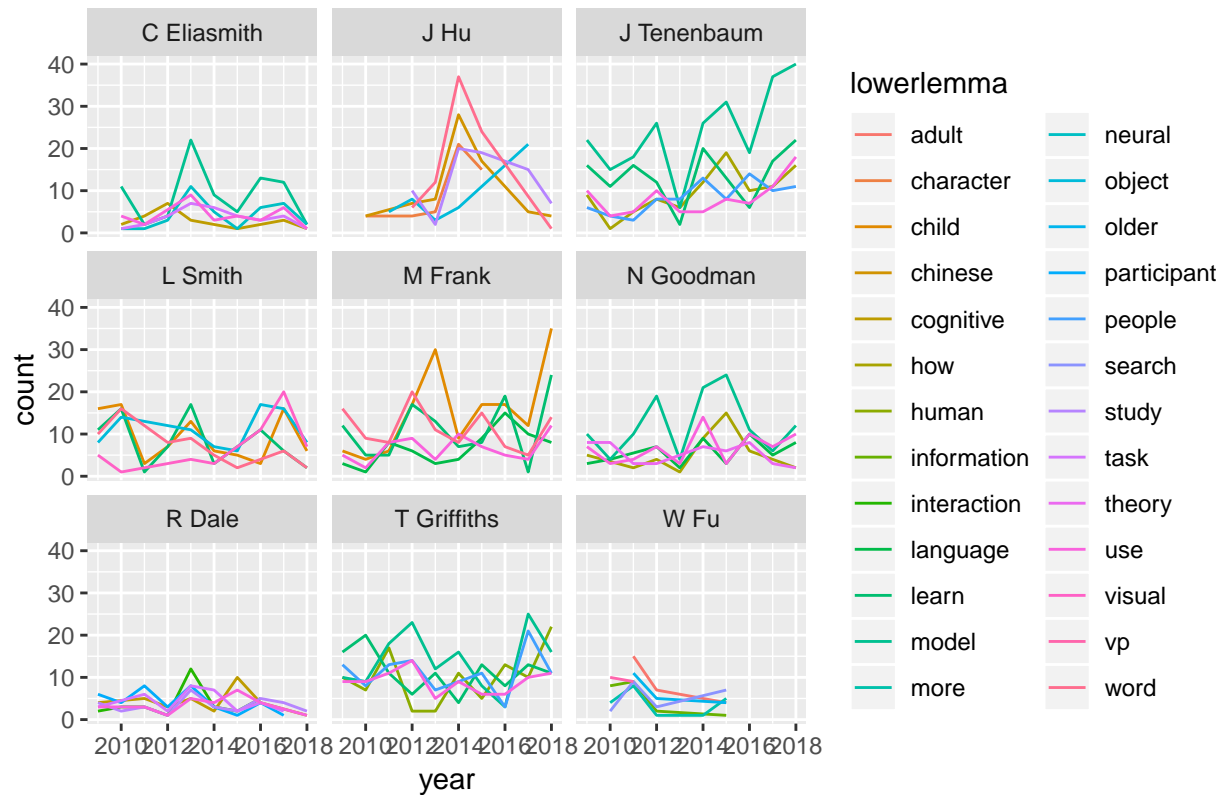 C Eliasmith
J Hu
J Tenenbaum
40
30
20
10
0
L Smith
M Frank
N Goodman
40
30
20
10
0
R Dale
T Griffiths
W Fu
40
30
20
10
0
2010 2012 2014 2016 2018
2010 2012 2014 2016 2018
2010 2012 2014 2016 2018
year
count
lowerlemma
adult
character
child
chinese
cognitive
how
human
information
interaction
language
learn
model
more
neural
object
older
participant
people
search
study
task
theory
use
visual
vp
word